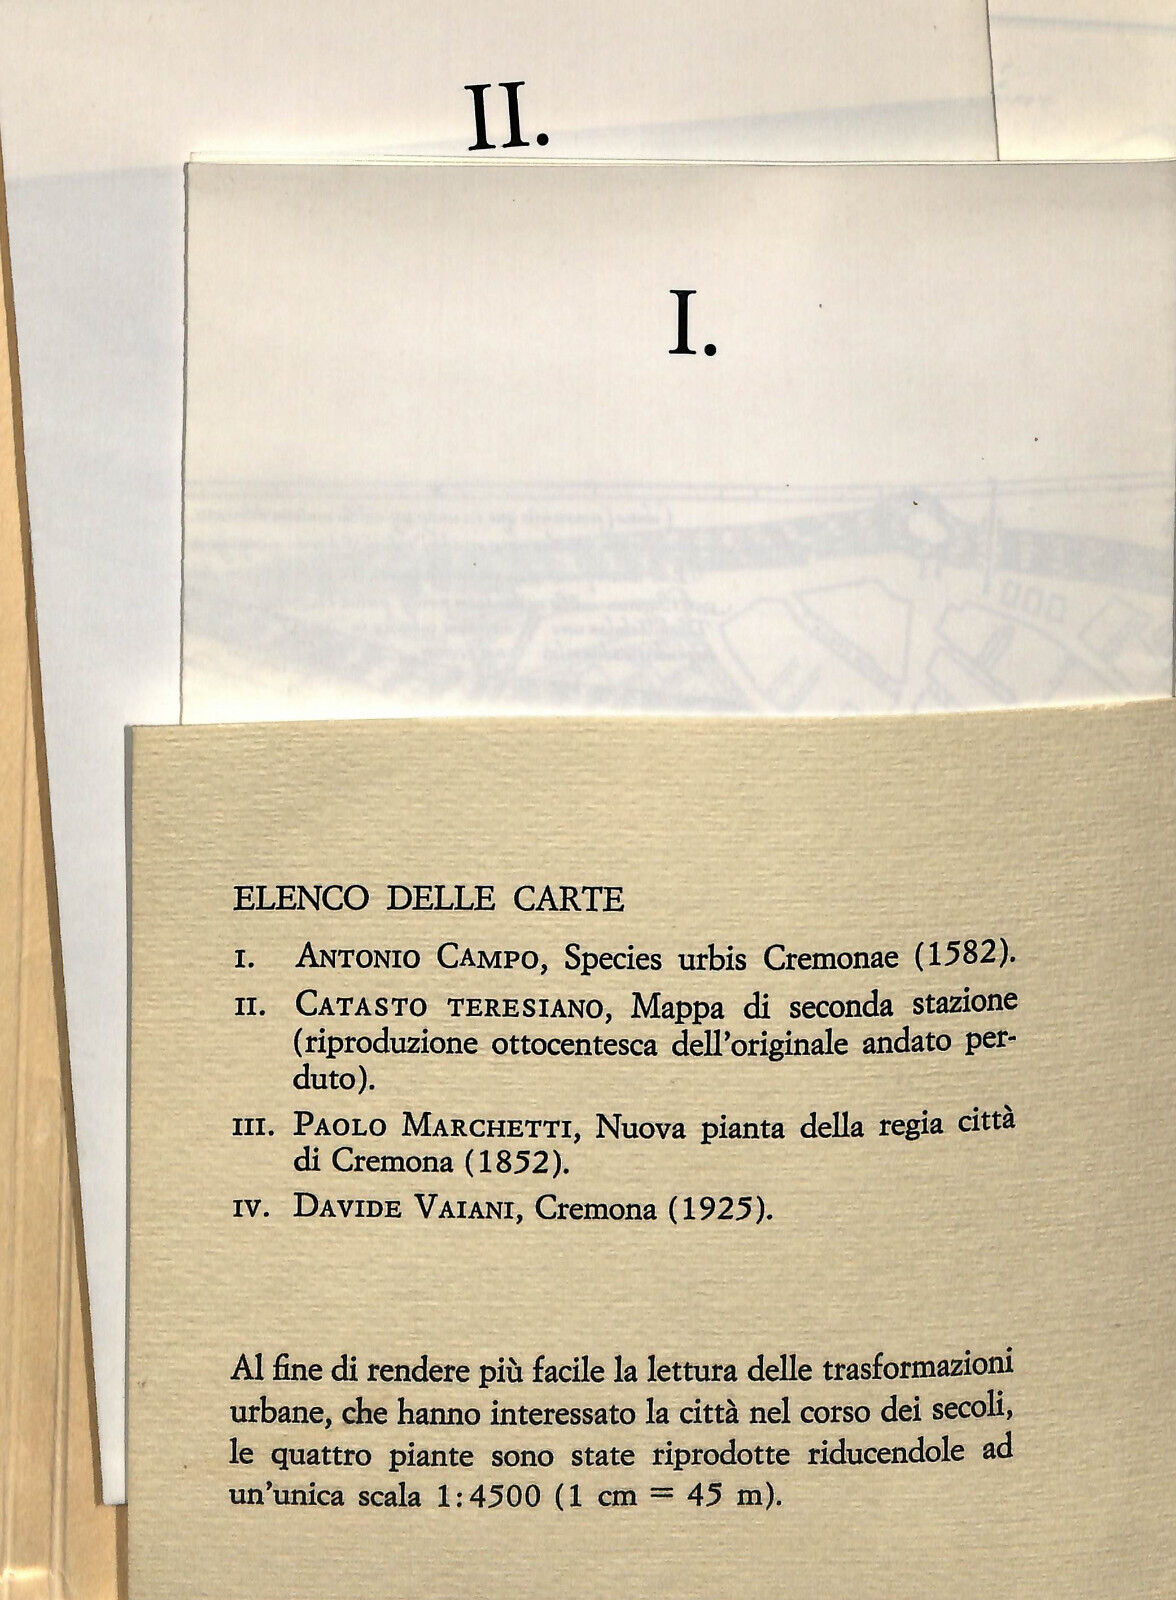 II.
I.
ELENCO DELLE CARTE
I. ANTONIO CAMPO, Species urbis Cremonae (1582).
II. CATASTO TERESIANO, Mappa di seconda stazione
(riproduzione ottocentesca dell'originale andato per-
duto).
III. PAOLO MARCHETTI, Nuova pianta della regia città
di Cremona (1852).
IV. DAVIDE VAIANI, Cremona (1925).
Al fine di rendere più facile la lettura delle trasformazioni
urbane, che hanno interessato la città nel corso dei secoli,
le quattro piante sono state riprodotte riducendole ad
un'unica scala 1:4500 (1 cm = 45 m).